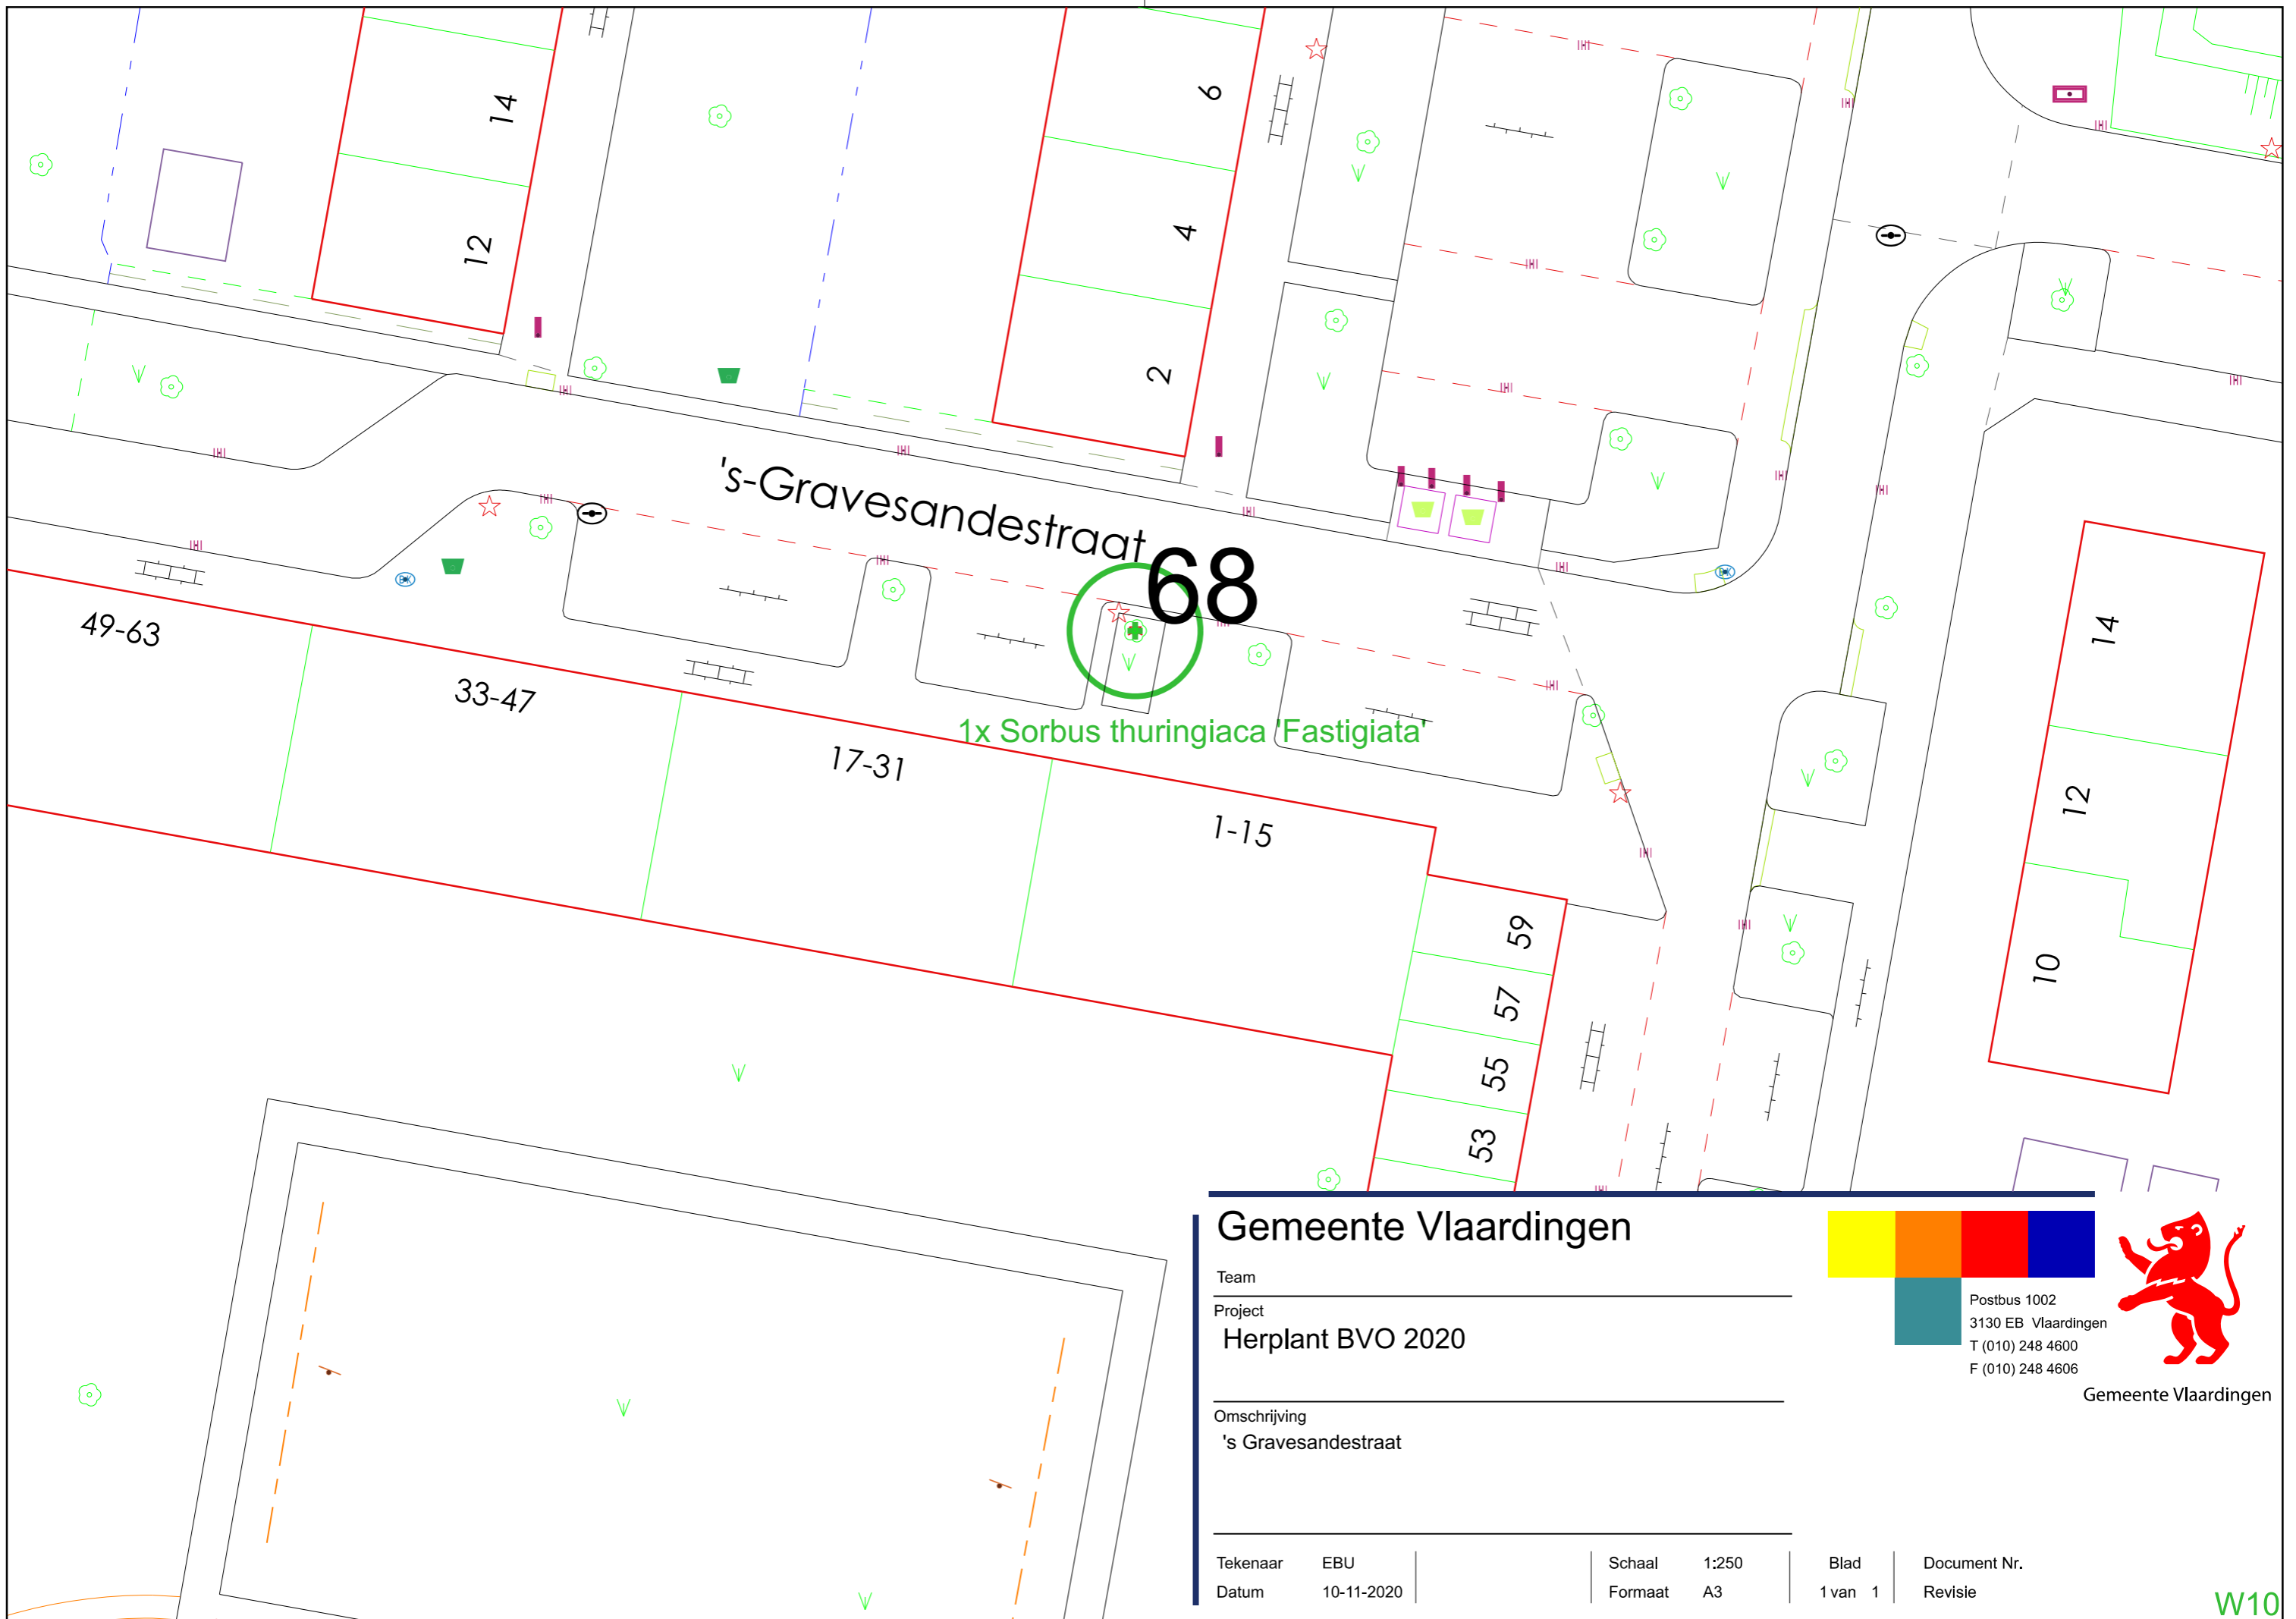 14
12
6
4
2
's-Gravesandestraat
68
1x Sorbus thuringiaca 'Fastigiata'
49-63
33-47
17-31
1-15
59
57
55
53
14
12
10
BK
BK
Gemeente Vlaardingen
Team
Project
Herplant BVO 2020
Omschrijving
's Gravesandestraat
Postbus 1002
3130 EB Vlaardingen
T (010) 248 4600
F (010) 248 4606
Gemeente Vlaardingen
Tekenaar EBU Schaal 1:250 Blad Document Nr.
Datum 10-11-2020 Formaat A3 1 van 1 Revisie
W10